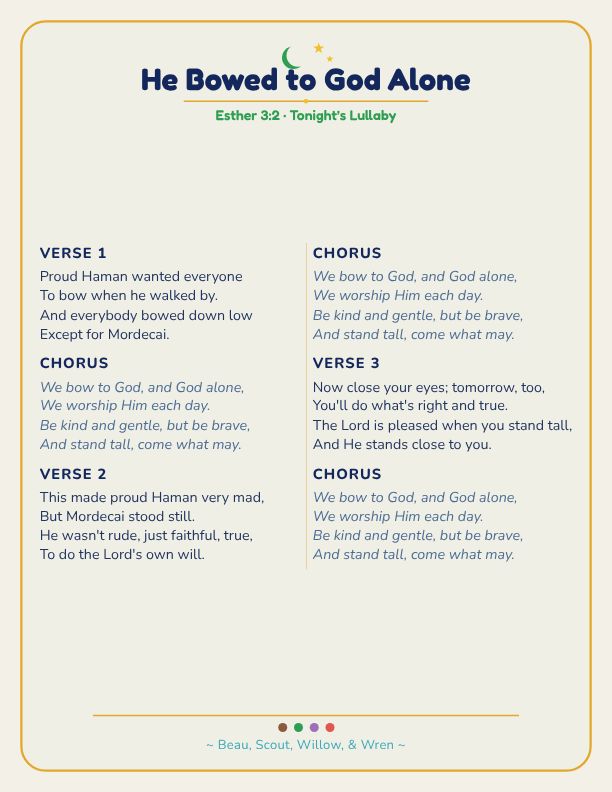 He Bowed to God Alone
Esther 3:2 · Tonight's Lullaby
VERSE 1
Proud Haman wanted everyone
To bow when he walked by.
And everybody bowed down low
Except for Mordecai.
CHORUS
We bow to God, and God alone,
We worship Him each day.
Be kind and gentle, but be brave,
And stand tall, come what may.
VERSE 2
This made proud Haman very mad,
But Mordecai stood still.
He wasn't rude, just faithful, true,
To do the Lord's own will.
CHORUS
We bow to God, and God alone,
We worship Him each day.
Be kind and gentle, but be brave,
And stand tall, come what may.
VERSE 3
Now close your eyes; tomorrow, too,
You'll do what's right and true.
The Lord is pleased when you stand tall,
And He stands close to you.
CHORUS
We bow to God, and God alone,
We worship Him each day.
Be kind and gentle, but be brave,
And stand tall, come what may.
~ Beau, Scout, Willow, & Wren ~